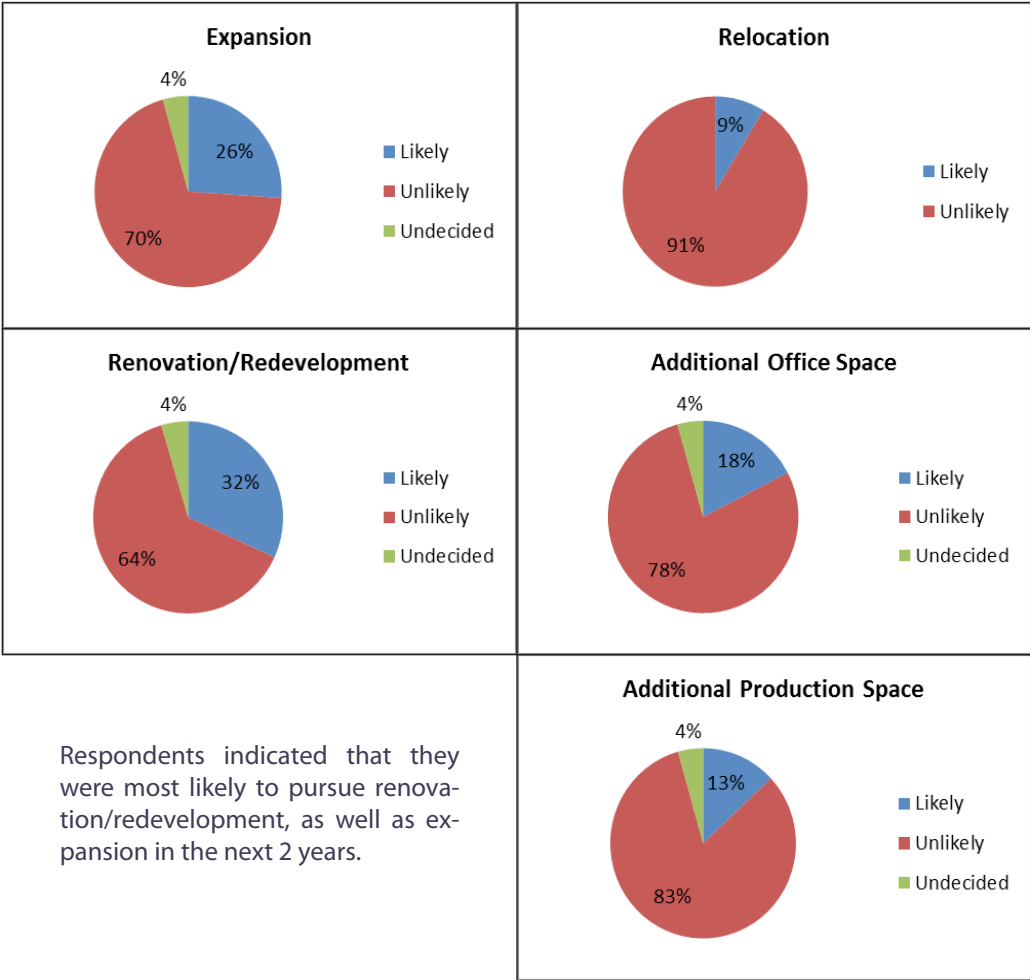 Expansion
4%
26%
70%
Likely
Unlikely
Undecided
Relocation
9%
91%
Likely
Unlikely
Renovation/Redevelopment
4%
32%
64%
Likely
Unlikely
Undecided
Additional Office Space
4%
18%
78%
Likely
Unlikely
Undecided
Respondents indicated that they
were most likely to pursue renova-
tion/redevelopment, as well as ex-
pansion in the next 2 years.
Additional Production Space
4%
13%
83%
Likely
Unlikely
Undecided